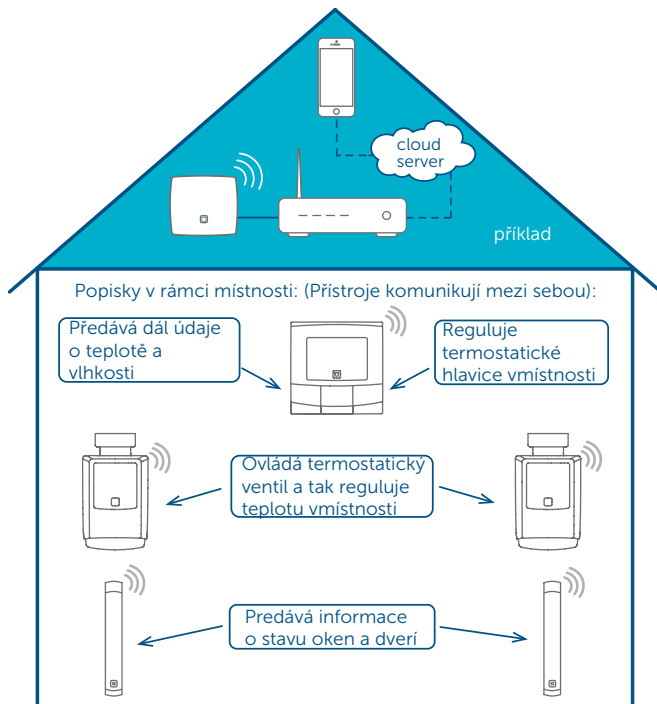 cloud
server
příklad
Popisky v rámci místnosti: (Přístroje komunikují mezi sebou):
Předává dál údaje
o teplotě a
vlhkosti
Reguluje
termostatické
hlavice vmístnosti
Ovládá termostatický
ventil a tak reguluje
teplotu vmístnosti
Predává informace
o stavu oken a dverí